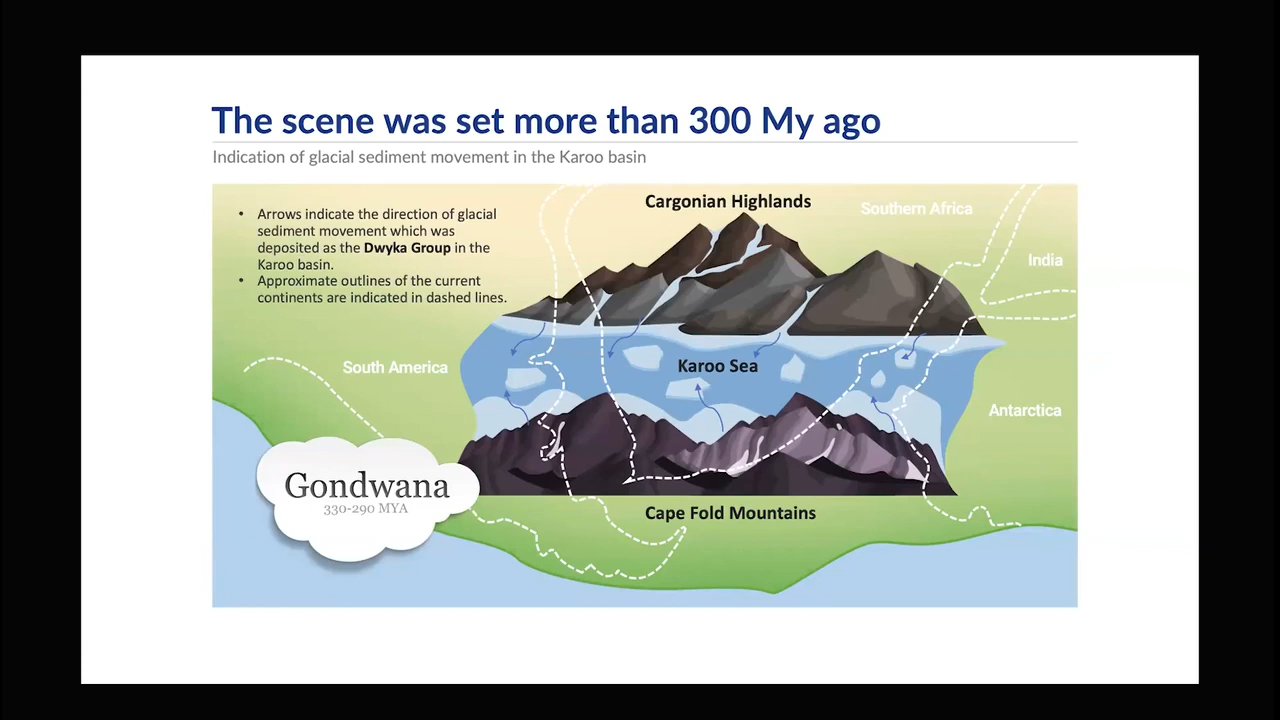 The scene was set more than 300 My ago
Indication of glacial sediment movement in the Karoo basin
• Arrows indicate the direction of glacial
sediment movement which was
deposited as the Dwyka Group in the
Karoo basin.
• Approximate outlines of the current
continents are indicated in dashed lines.
Cargonian Highlands
Southern Africa
India
South America
Karoo Sea
Antarctica
Gondwana
330-290 MYA
Cape Fold Mountains